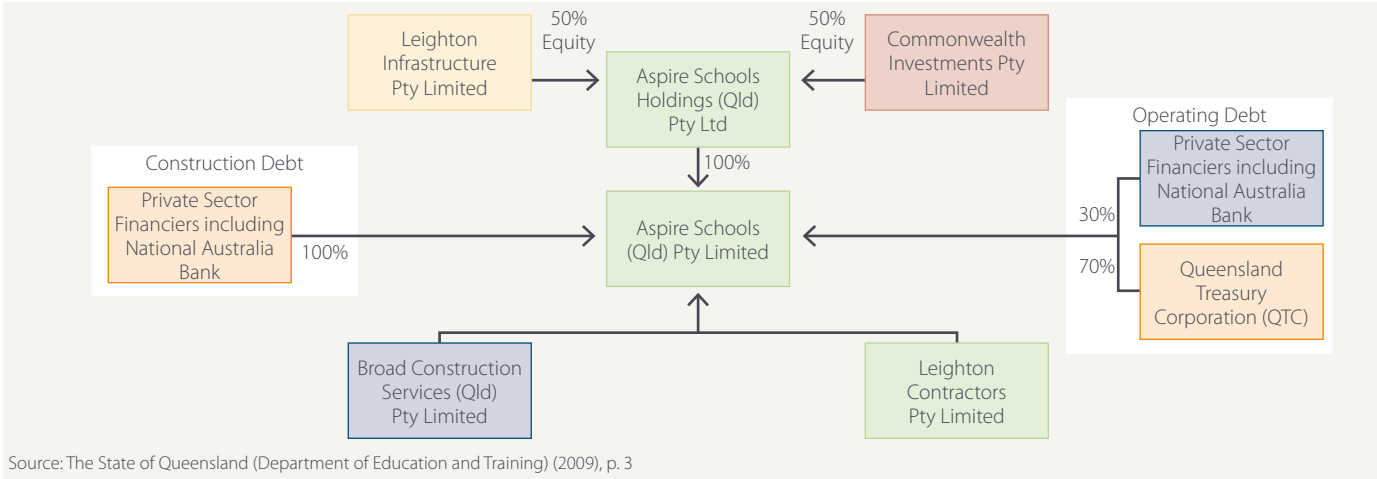 Leighton
Infrastructure
Pty Limited
50%
Equity
Aspire Schools
Holdings (Qld)
Pty Ltd
50%
Equity
Commonwealth
Investments Pty
Limited
100%
Construction Debt
Private Sector
Financiers including
National Australia
Bank
100%
Aspire Schools
(Qld) Pty Limited
Operating Debt
Private Sector
Financiers including
National Australia
Bank
30%
70%
Queensland
Treasury
Corporation (QTC)
Broad Construction
Services (Qld)
Pty Limited
Leighton
Contractors
Pty Limited
Source: The State of Queensland (Department of Education and Training) (2009), p. 3